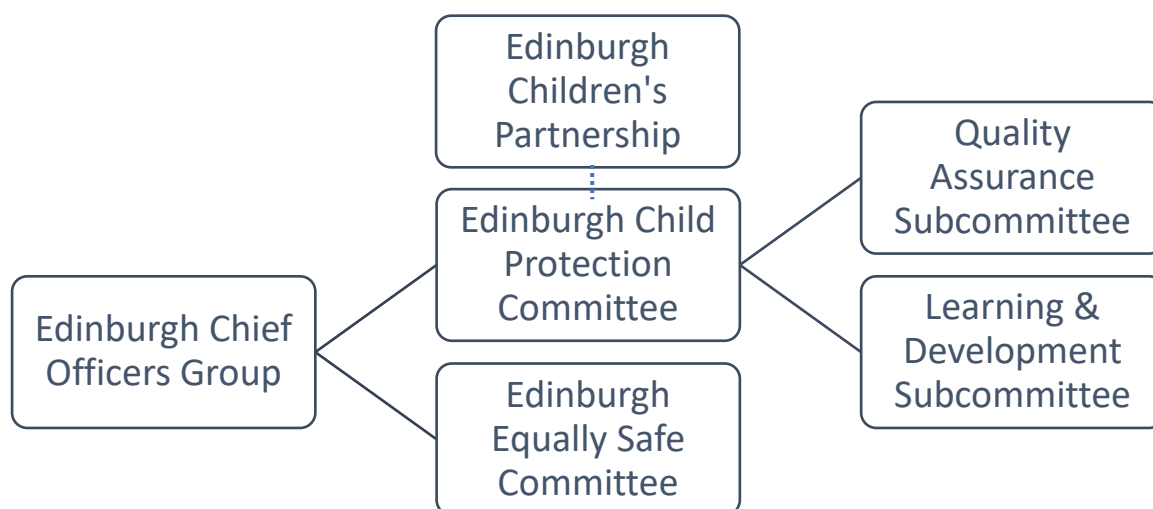 Edinburgh
Children's
Partnership
Quality
Assurance
Subcommittee
Edinburgh Child
Protection
Committee
Edinburgh Chief
Officers Group
Learning &
Development
Subcommittee
Edinburgh
Equally Safe
Committee